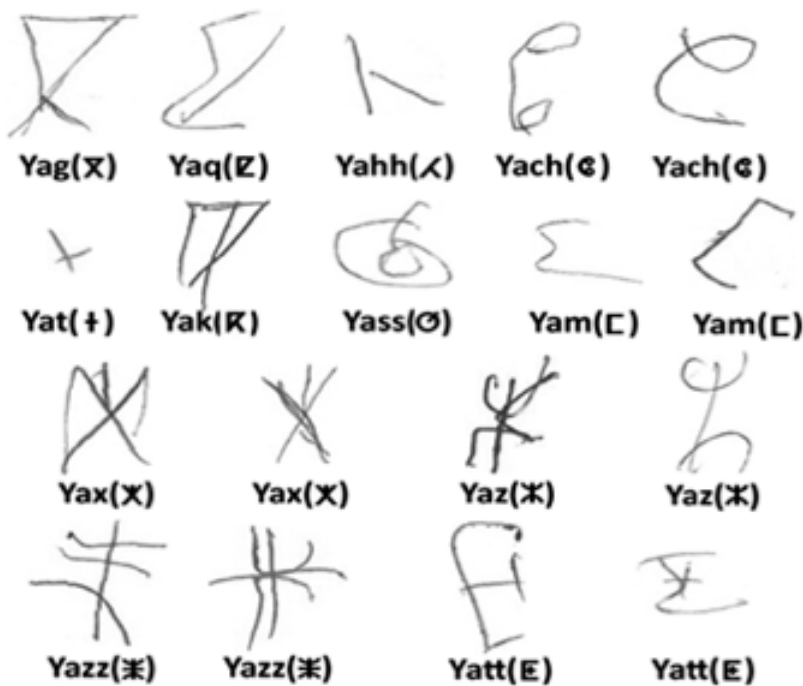 Yag(ⴳ) Yaq(ⵇ) Yahh(ⵃ) Yach(ⵛ) Yach(ⵛ)
Yat(ⵜ) Yak(ⴽ) Yass(ⵚ) Yam(ⵎ) Yam(ⵎ)
Yax(ⵅ) Yax(ⵅ) Yaz(ⵣ) Yaz(ⵣ)
Yazz(ⵥ) Yazz(ⵥ) Yatt(ⵟ) Yatt(ⵟ)